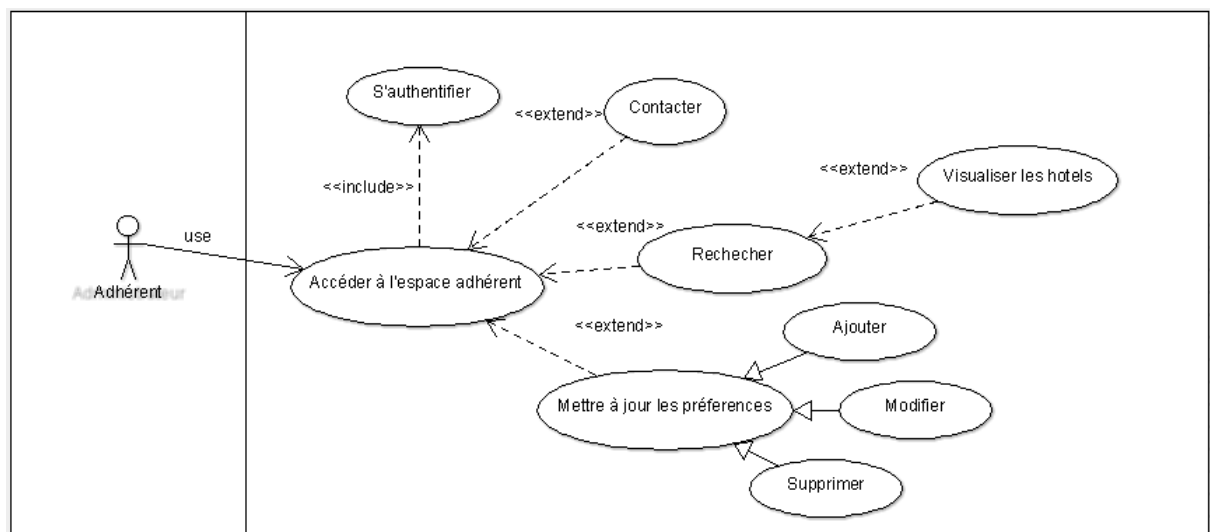 S'authentifier
<<extend>>
Contacter
<<include>>
<<extend>>
Visualiser les hotels
use
<<extend>>
Rechecher
Accéder à l'espace adhérent
Adhérent
<<extend>>
Ajouter
Mettre à jour les préferences
Modifier
Supprimer